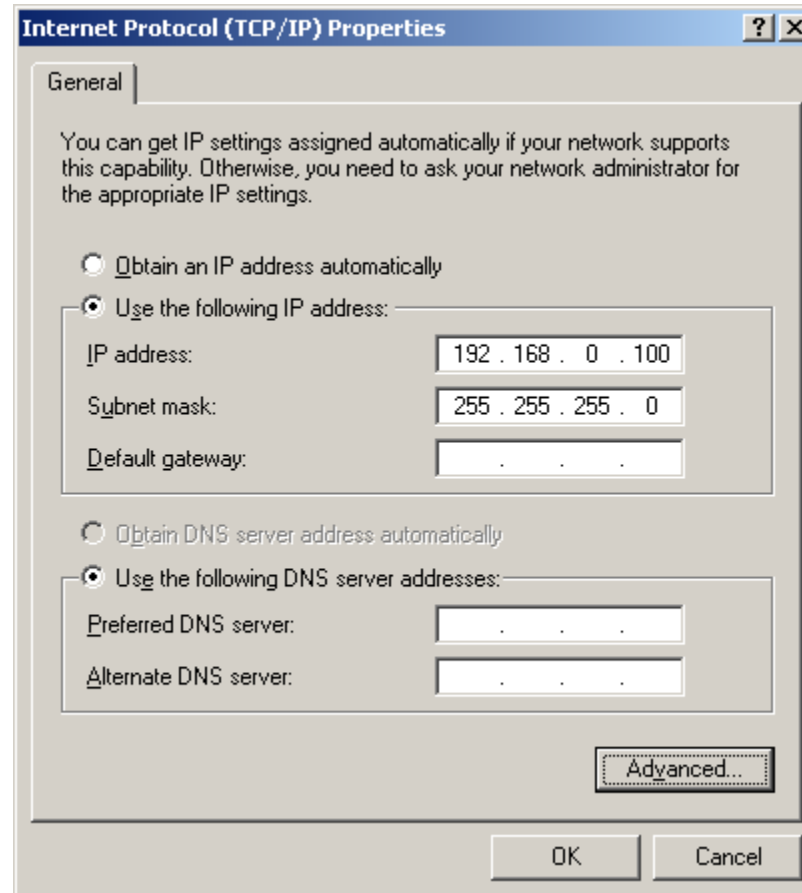 Internet Protocol (TCP/IP) Properties
General
You can get IP settings assigned automatically if your network supports
this capability. Otherwise, you need to ask your network administrator for
the appropriate IP settings.
Obtain an IP address automatically
Use the following IP address:
IP address: 192 . 168 . 0 . 100
Subnet mask: 255 . 255 . 255 . 0
Default gateway: . . .
Obtain DNS server address automatically
Use the following DNS server addresses:
Preferred DNS server: . . .
Alternate DNS server: . . .
Advanced...
OK Cancel